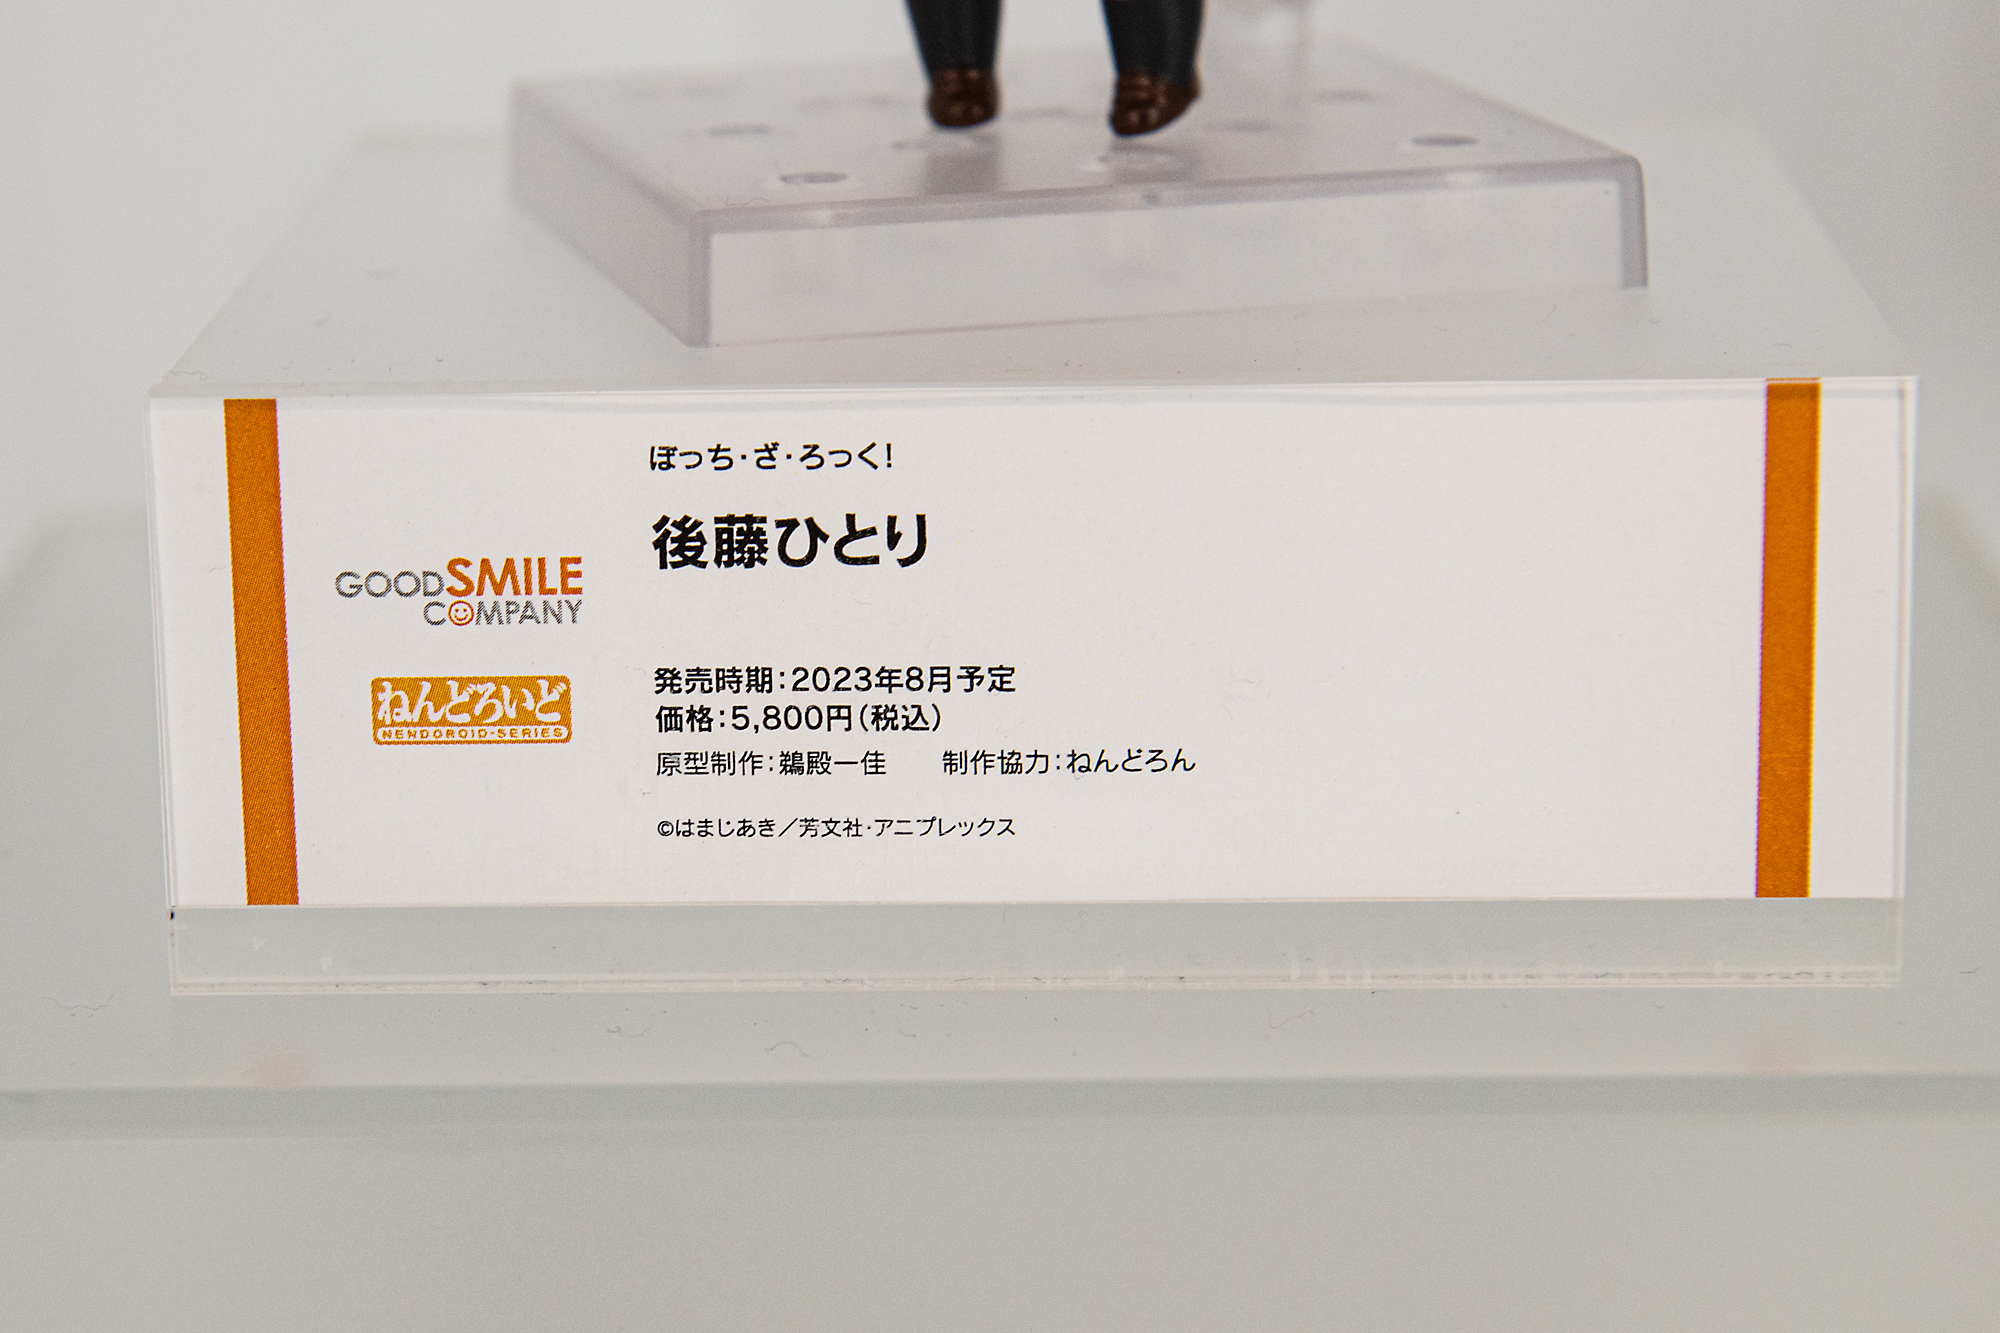 ぼっち・ざ・ろっく!
後藤ひとり
GOODSMILE
COMPANY
ねんどろいど
NENDOROID-SERIES
発売時期:2023年8月予定
価格:5,800円(税込)
原型制作:鵜殿一佳　制作協力:ねんどろん
©はまじあき/芳文社・アニプレックス